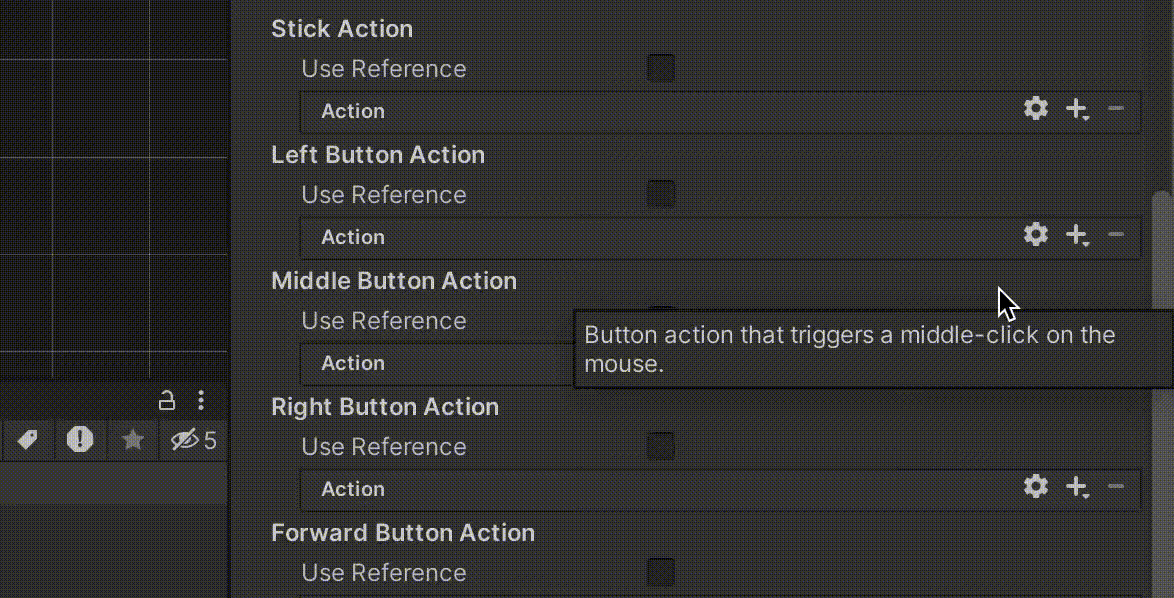 Stick Action
Use Reference
Action
Left Button Action
Use Reference
Action
Middle Button Action
Use Reference
Button action that triggers a middle-click on the
mouse.
Action
Right Button Action
5
Use Reference
Action
Forward Button Action
Use Reference